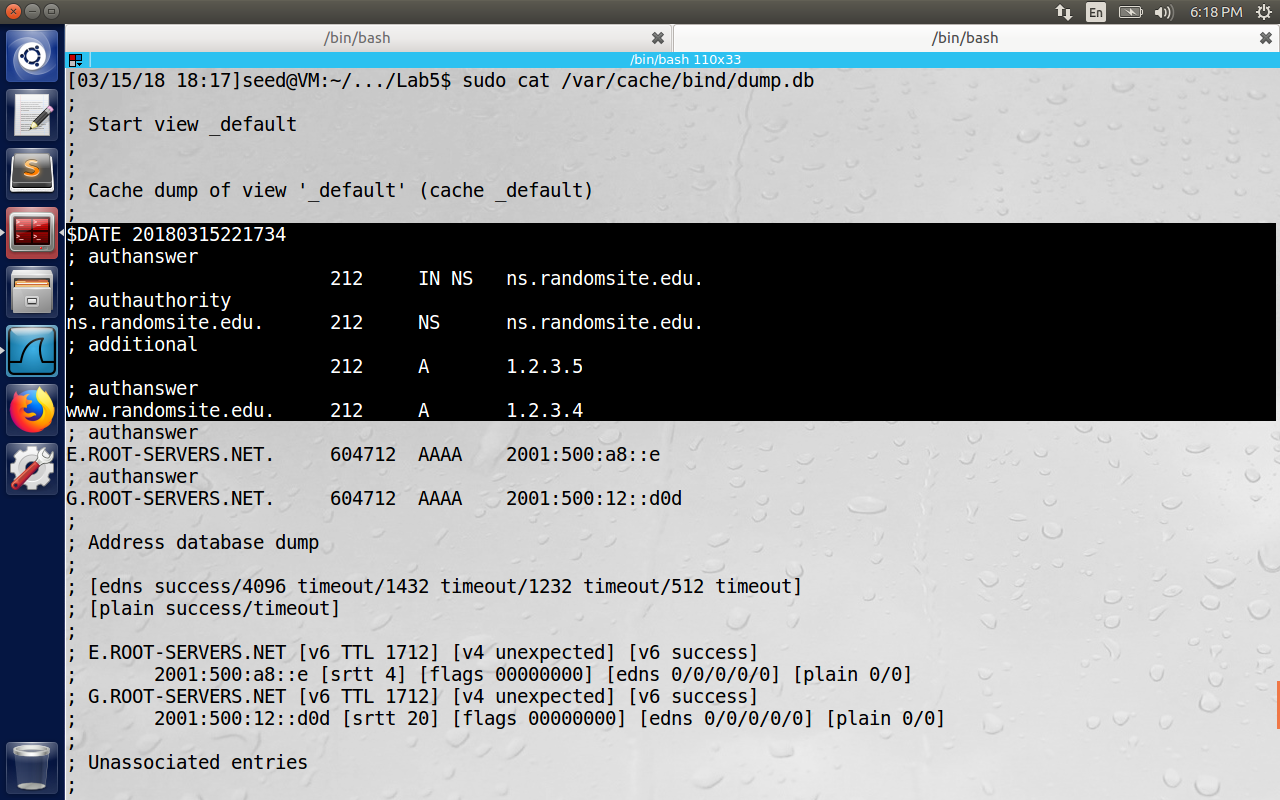 En 6:18 PM
/bin/bash /bin/bash
/bin/bash 110x33
[03/15/18 18:17]seed@VM:~/.../Lab5$ sudo cat /var/cache/bind/dump.db
;
; Start view _default
;
;
; Cache dump of view '_default' (cache _default)
;
$DATE 20180315221734
; authanswer
. 212 IN NS ns.randomsite.edu.
; authauthority
ns.randomsite.edu. 212 NS ns.randomsite.edu.
; additional
212 A 1.2.3.5
; authanswer
www.randomsite.edu. 212 A 1.2.3.4
; authanswer
E.ROOT-SERVERS.NET. 604712 AAAA 2001:500:a8::e
; authanswer
G.ROOT-SERVERS.NET. 604712 AAAA 2001:500:12::d0d
;
; Address database dump
;
; [edns success/4096 timeout/1432 timeout/1232 timeout/512 timeout]
; [plain success/timeout]
;
; E.ROOT-SERVERS.NET [v6 TTL 1712] [v4 unexpected] [v6 success]
; 2001:500:a8::e [srtt 4] [flags 00000000] [edns 0/0/0/0/0] [plain 0/0]
; G.ROOT-SERVERS.NET [v6 TTL 1712] [v4 unexpected] [v6 success]
; 2001:500:12::d0d [srtt 20] [flags 00000000] [edns 0/0/0/0/0] [plain 0/0]
;
; Unassociated entries
;